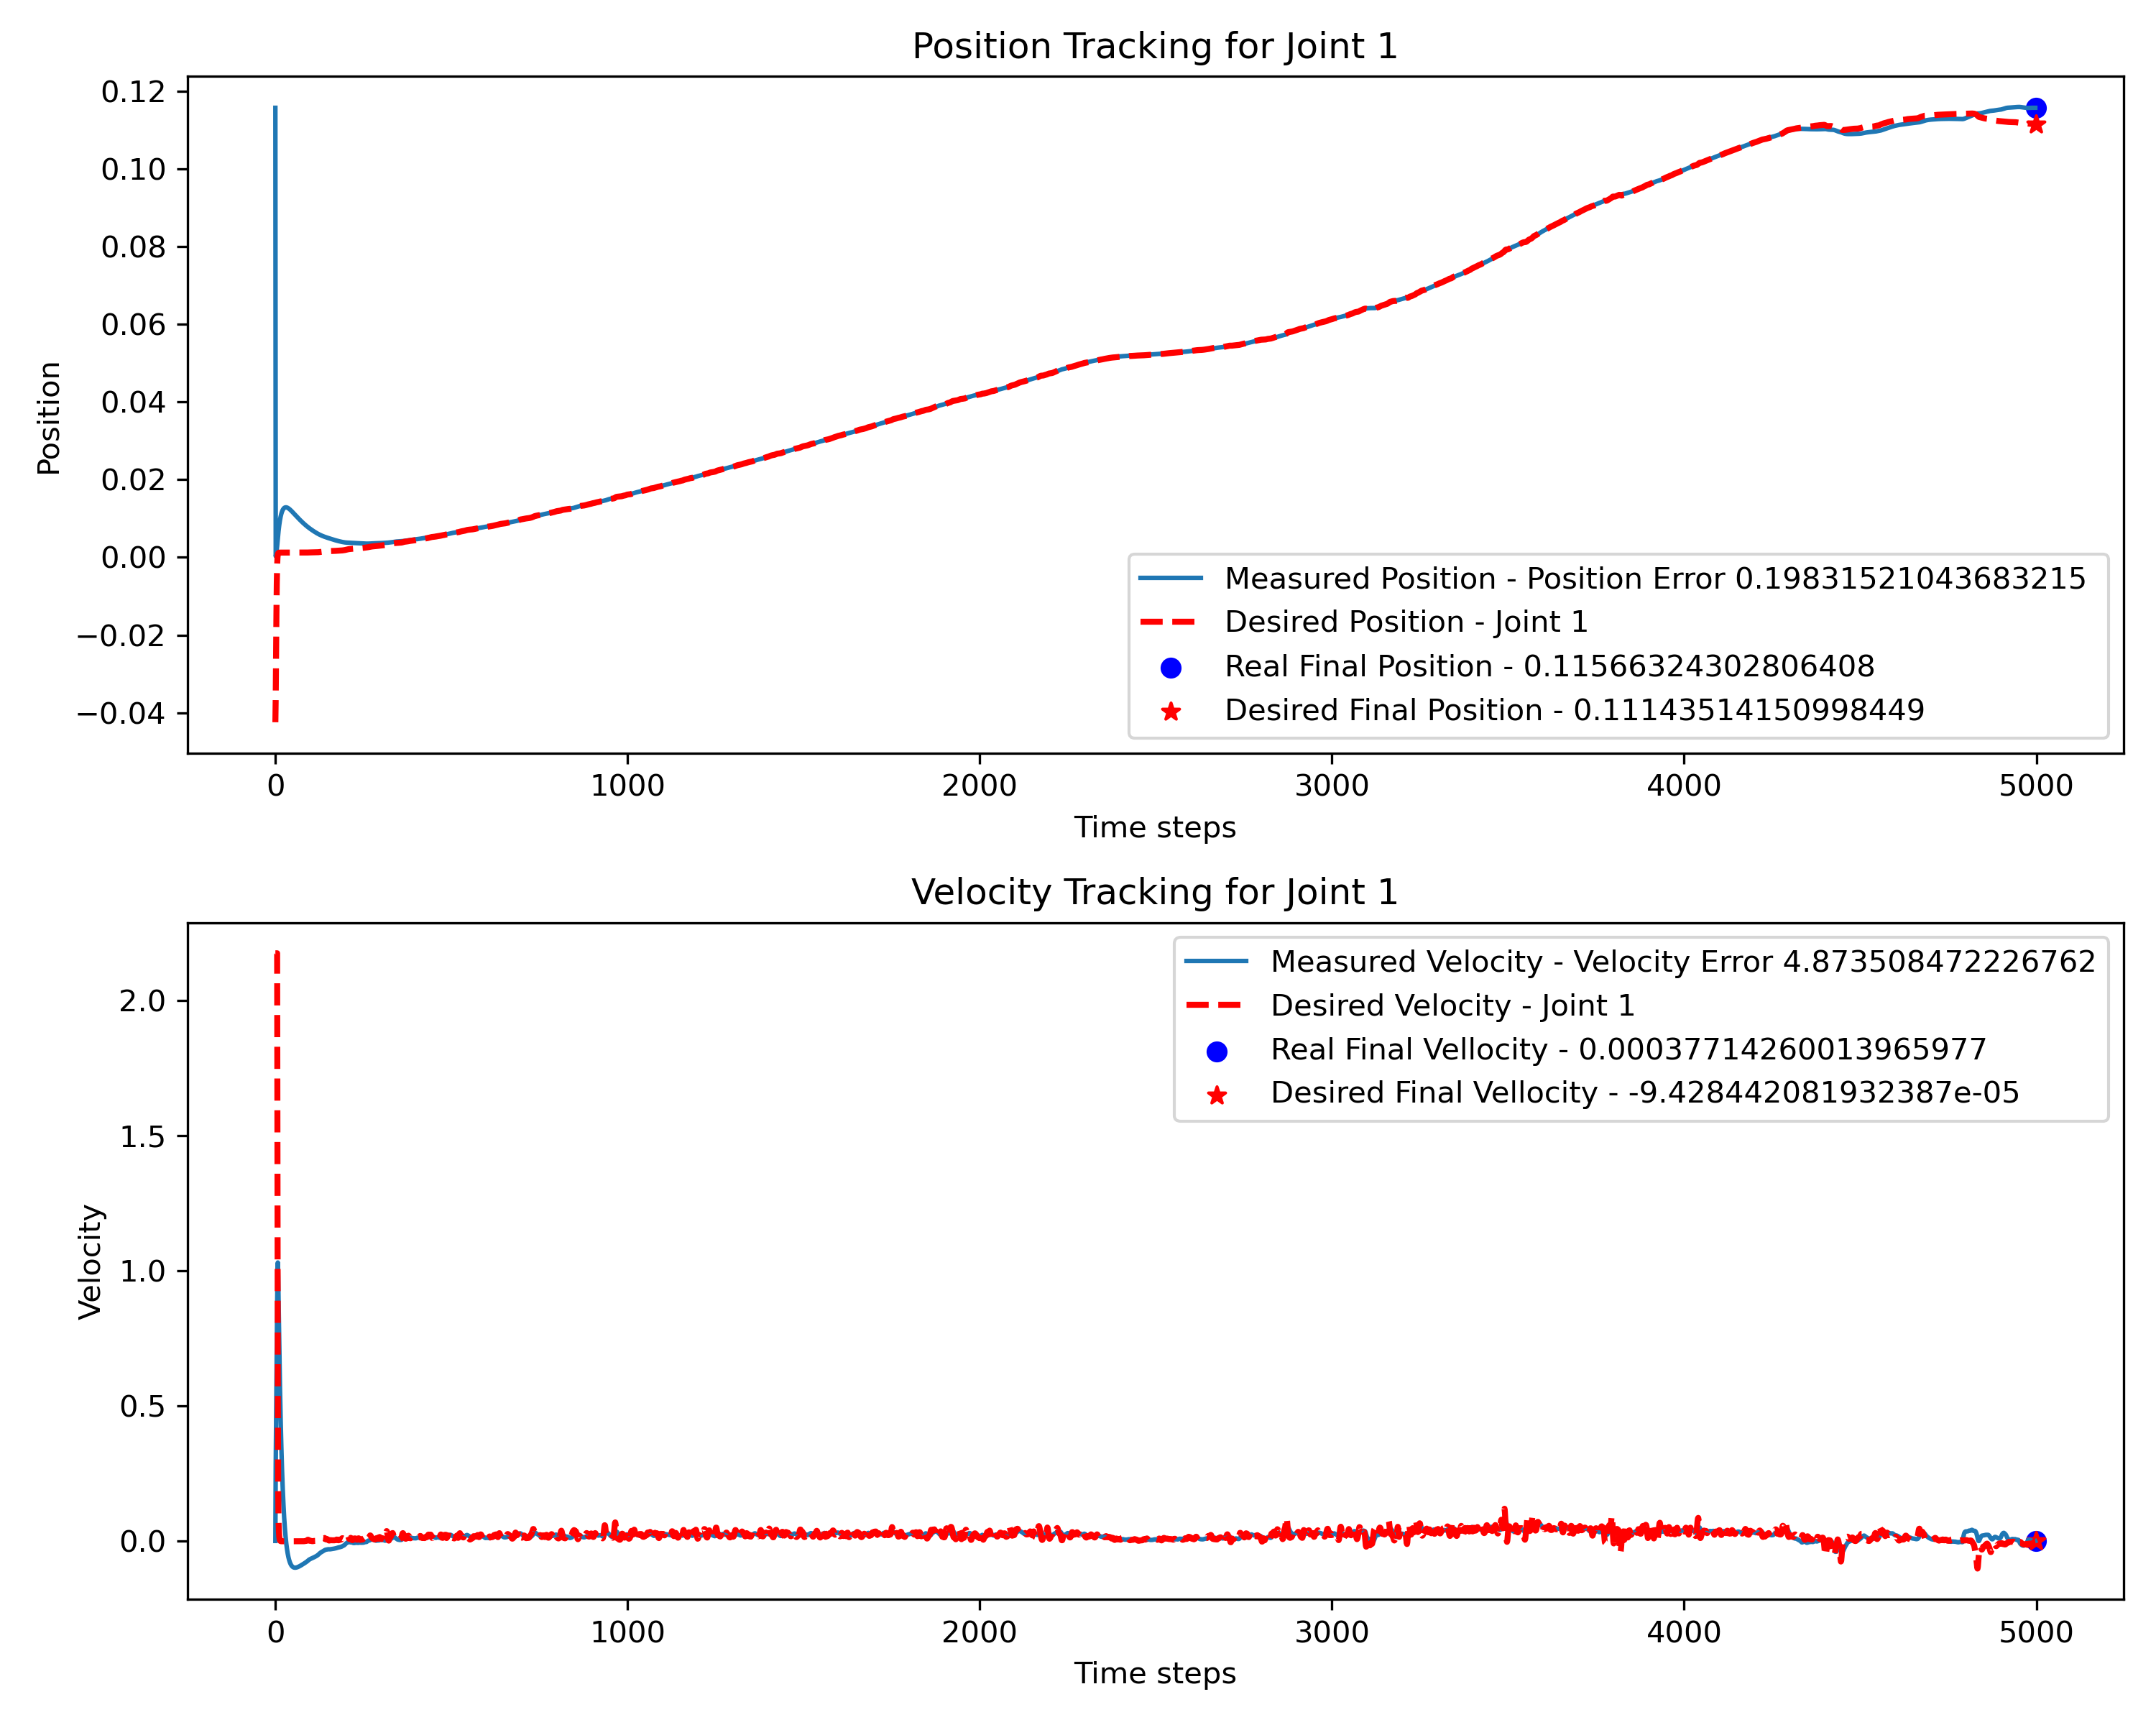 Position Tracking for Joint 1
0.12
0.10
0.08
0.06
0.04
0.02
0.00
−0.02
−0.04
Position
Measured Position - Position Error 0.19831521043683215
Desired Position - Joint 1
Real Final Position - 0.11566324302806408
Desired Final Position - 0.11143514150998449
0 1000 2000 3000 4000 5000
Time steps
Velocity Tracking for Joint 1
2.0
1.5
1.0
0.5
0.0
Velocity
Measured Velocity - Velocity Error 4.873508472226762
Desired Velocity - Joint 1
Real Final Vellocity - 0.00037714260013965977
Desired Final Vellocity - -9.428442081932387e-05
0 1000 2000 3000 4000 5000
Time steps